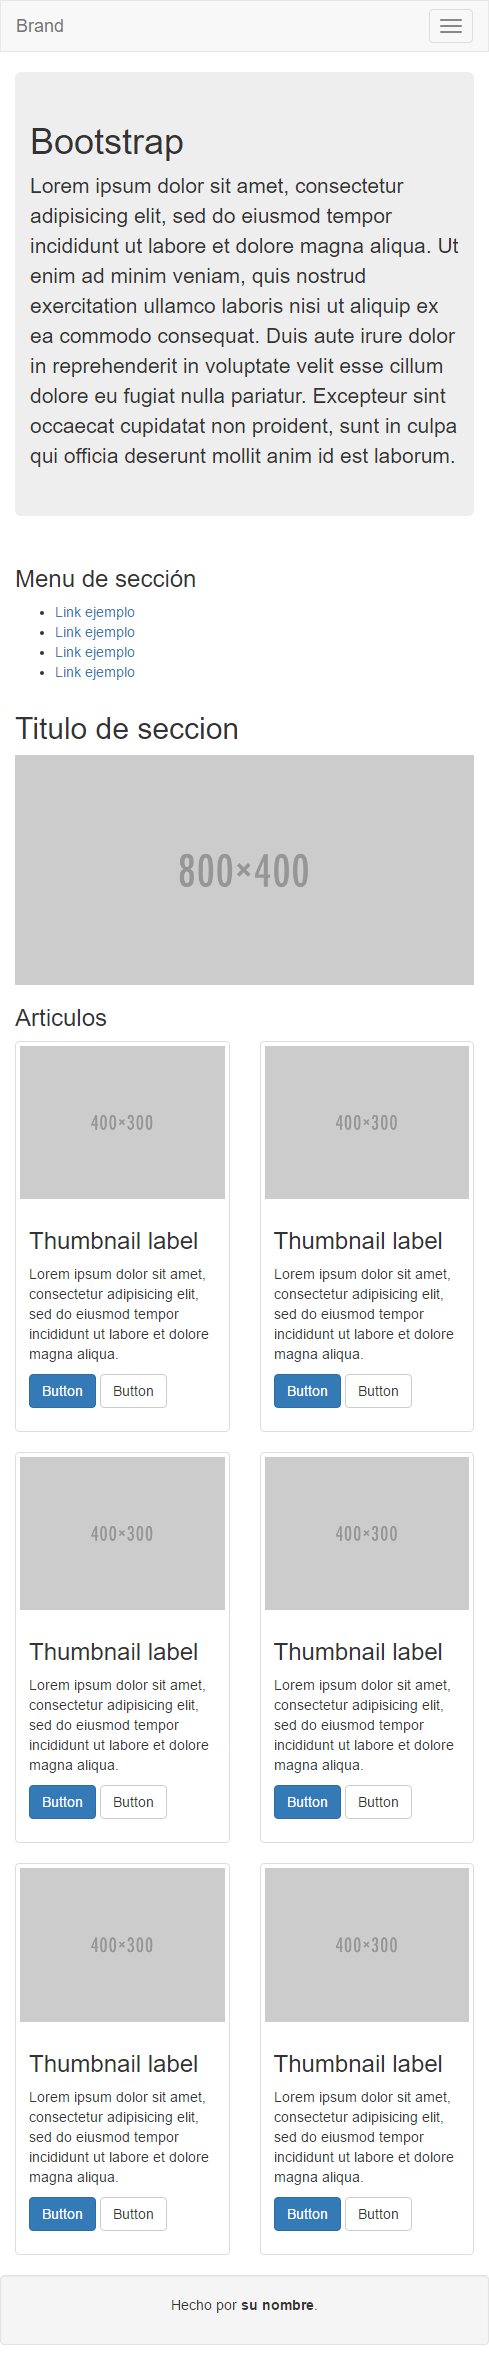 Brand
Bootstrap
Lorem ipsum dolor sit amet, consectetur
adipisicing elit, sed do eiusmod tempor
incididunt ut labore et dolore magna aliqua. Ut
enim ad minim veniam, quis nostrud
exercitation ullamco laboris nisi ut aliquip ex
ea commodo consequat. Duis aute irure dolor
in reprehenderit in voluptate velit esse cillum
dolore eu fugiat nulla pariatur. Excepteur sint
occaecat cupidatat non proident, sunt in culpa
qui officia deserunt mollit anim id est laborum.
Menu de sección
Link ejemplo
Link ejemplo
Link ejemplo
Link ejemplo
Titulo de seccion
800×400
Articulos
400×300
Thumbnail label
Lorem ipsum dolor sit amet,
consectetur adipisicing elit,
sed do eiusmod tempor
incididunt ut labore et dolore
magna aliqua.
Button Button
400×300
Thumbnail label
Lorem ipsum dolor sit amet,
consectetur adipisicing elit,
sed do eiusmod tempor
incididunt ut labore et dolore
magna aliqua.
Button Button
400×300
Thumbnail label
Lorem ipsum dolor sit amet,
consectetur adipisicing elit,
sed do eiusmod tempor
incididunt ut labore et dolore
magna aliqua.
Button Button
400×300
Thumbnail label
Lorem ipsum dolor sit amet,
consectetur adipisicing elit,
sed do eiusmod tempor
incididunt ut labore et dolore
magna aliqua.
Button Button
400×300
Thumbnail label
Lorem ipsum dolor sit amet,
consectetur adipisicing elit,
sed do eiusmod tempor
incididunt ut labore et dolore
magna aliqua.
Button Button
400×300
Thumbnail label
Lorem ipsum dolor sit amet,
consectetur adipisicing elit,
sed do eiusmod tempor
incididunt ut labore et dolore
magna aliqua.
Button Button
Hecho por su nombre.